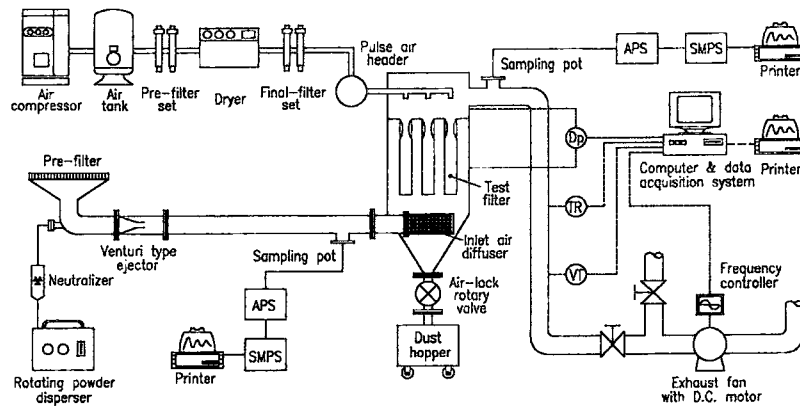 Air
compressor
Air
tank
Pre-filter
set
Dryer
Final-filter
set
Pulse air
header
Sampling pot
APS
SMPS
Printer
Dp
Computer & data
acquisition system
Printer
Pre-filter
Test
filter
TR
Venturi type
ejector
Sampling pot
Inlet air
diffuser
VT
Neutralizer
APS
Air-lack
rotary
valve
Frequency
controller
SMPS
Printer
Dust
hopper
Rotating powder
disperser
Exhaust fan
with D.C. motor